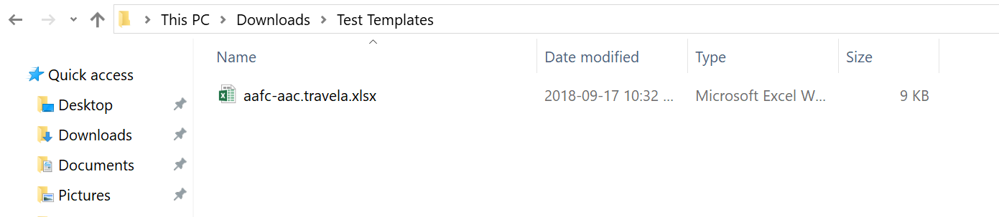 This PC > Downloads > Test Templates
Name Date modified Type Size
Quick access
aafc-aac.travela.xlsx 2018-09-17 10:32 ... Microsoft Excel W... 9 KB
Desktop
Downloads
Documents
Pictures